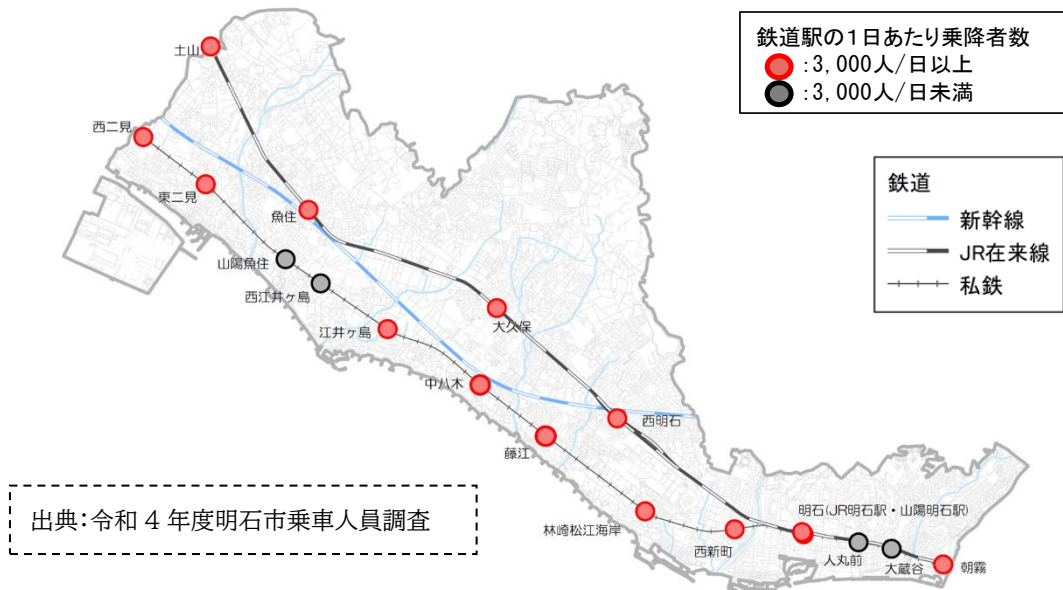 鉄道駅の1日あたり乗降者数
:3,000人/日以上
:3,000人/日未満
鉄道
新幹線
JR在来線
私鉄
土山
西二見
東二見
魚住
山陽魚住
西江井ヶ島
江井ヶ島
大久保
中八木
西明石
藤江
林崎松江海岸
西新町
明石(JR明石駅・山陽明石駅)
人丸前
大蔵谷
朝霧
出典:令和 4 年度明石市乗車人員調査